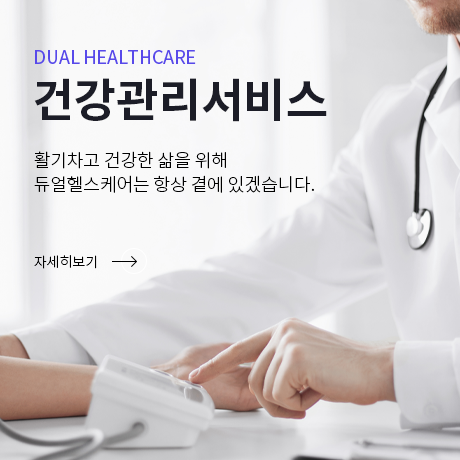 DUAL HEALTHCARE
건강관리서비스
활기차고 건강한 삶을 위해
듀얼헬스케어는 항상 곁에 있겠습니다.
자세히보기